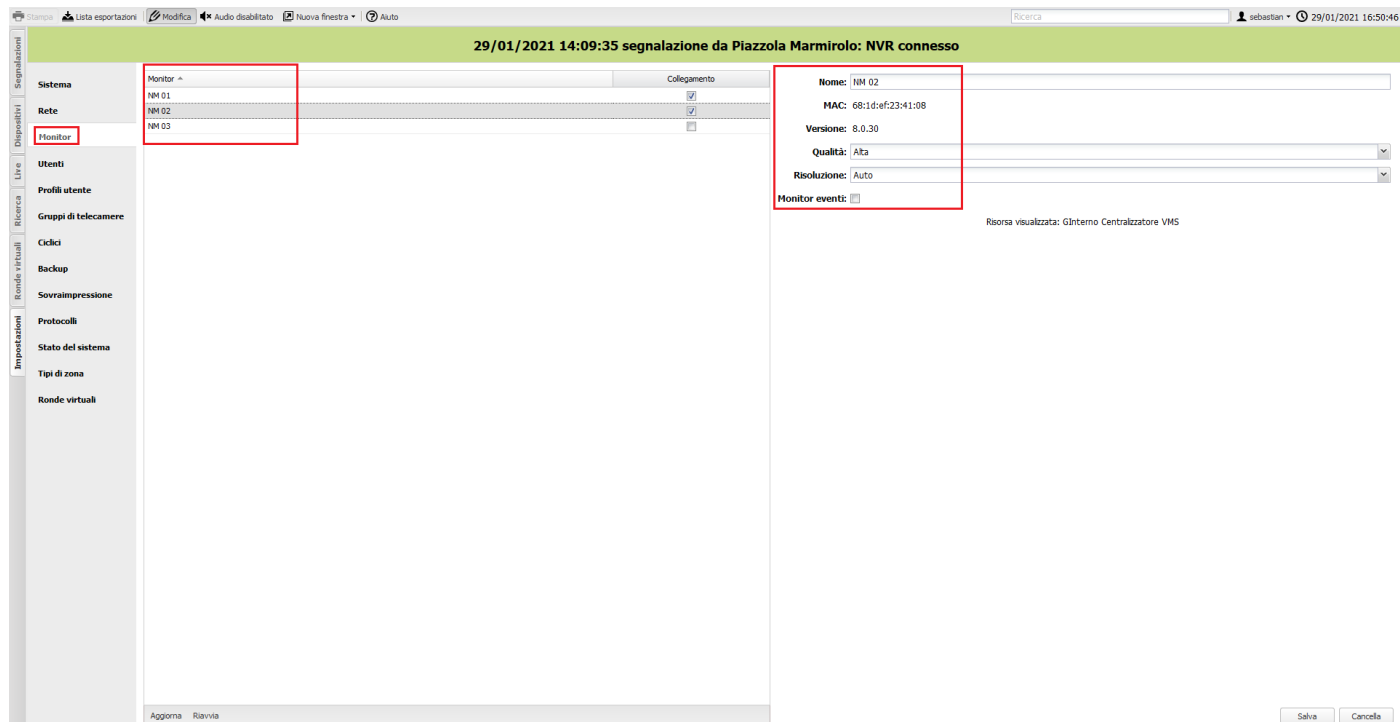 Stampa Lista esportazioni Modifica Audio disabilitato Nuova finestra Aiuto Ricerca sebastian 29/01/2021 16:50:46
29/01/2021 14:09:35 segnalazione da Piazzola Marmirolo: NVR connesso
Segnalazioni
Dispositivi
Live
Ricerca
Ronde virtuali
Impostazioni
Sistema
Rete
Monitor
Utenti
Profili utente
Gruppi di telecamere
Ciclici
Backup
Sovraimpressione
Protocolli
Stato del sistema
Tipi di zona
Ronde virtuali
Monitor Collegamento
NM 01
NM 02
NM 03
Nome: NM 02
MAC: 68:1d:ef:23:41:08
Versione: 8.0.30
Qualità: Alta
Risoluzione: Auto
Monitor eventi:
Risorsa visualizzata: GInterno Centralizzatore VMS
Aggiorna Riavvia
Salva Cancella